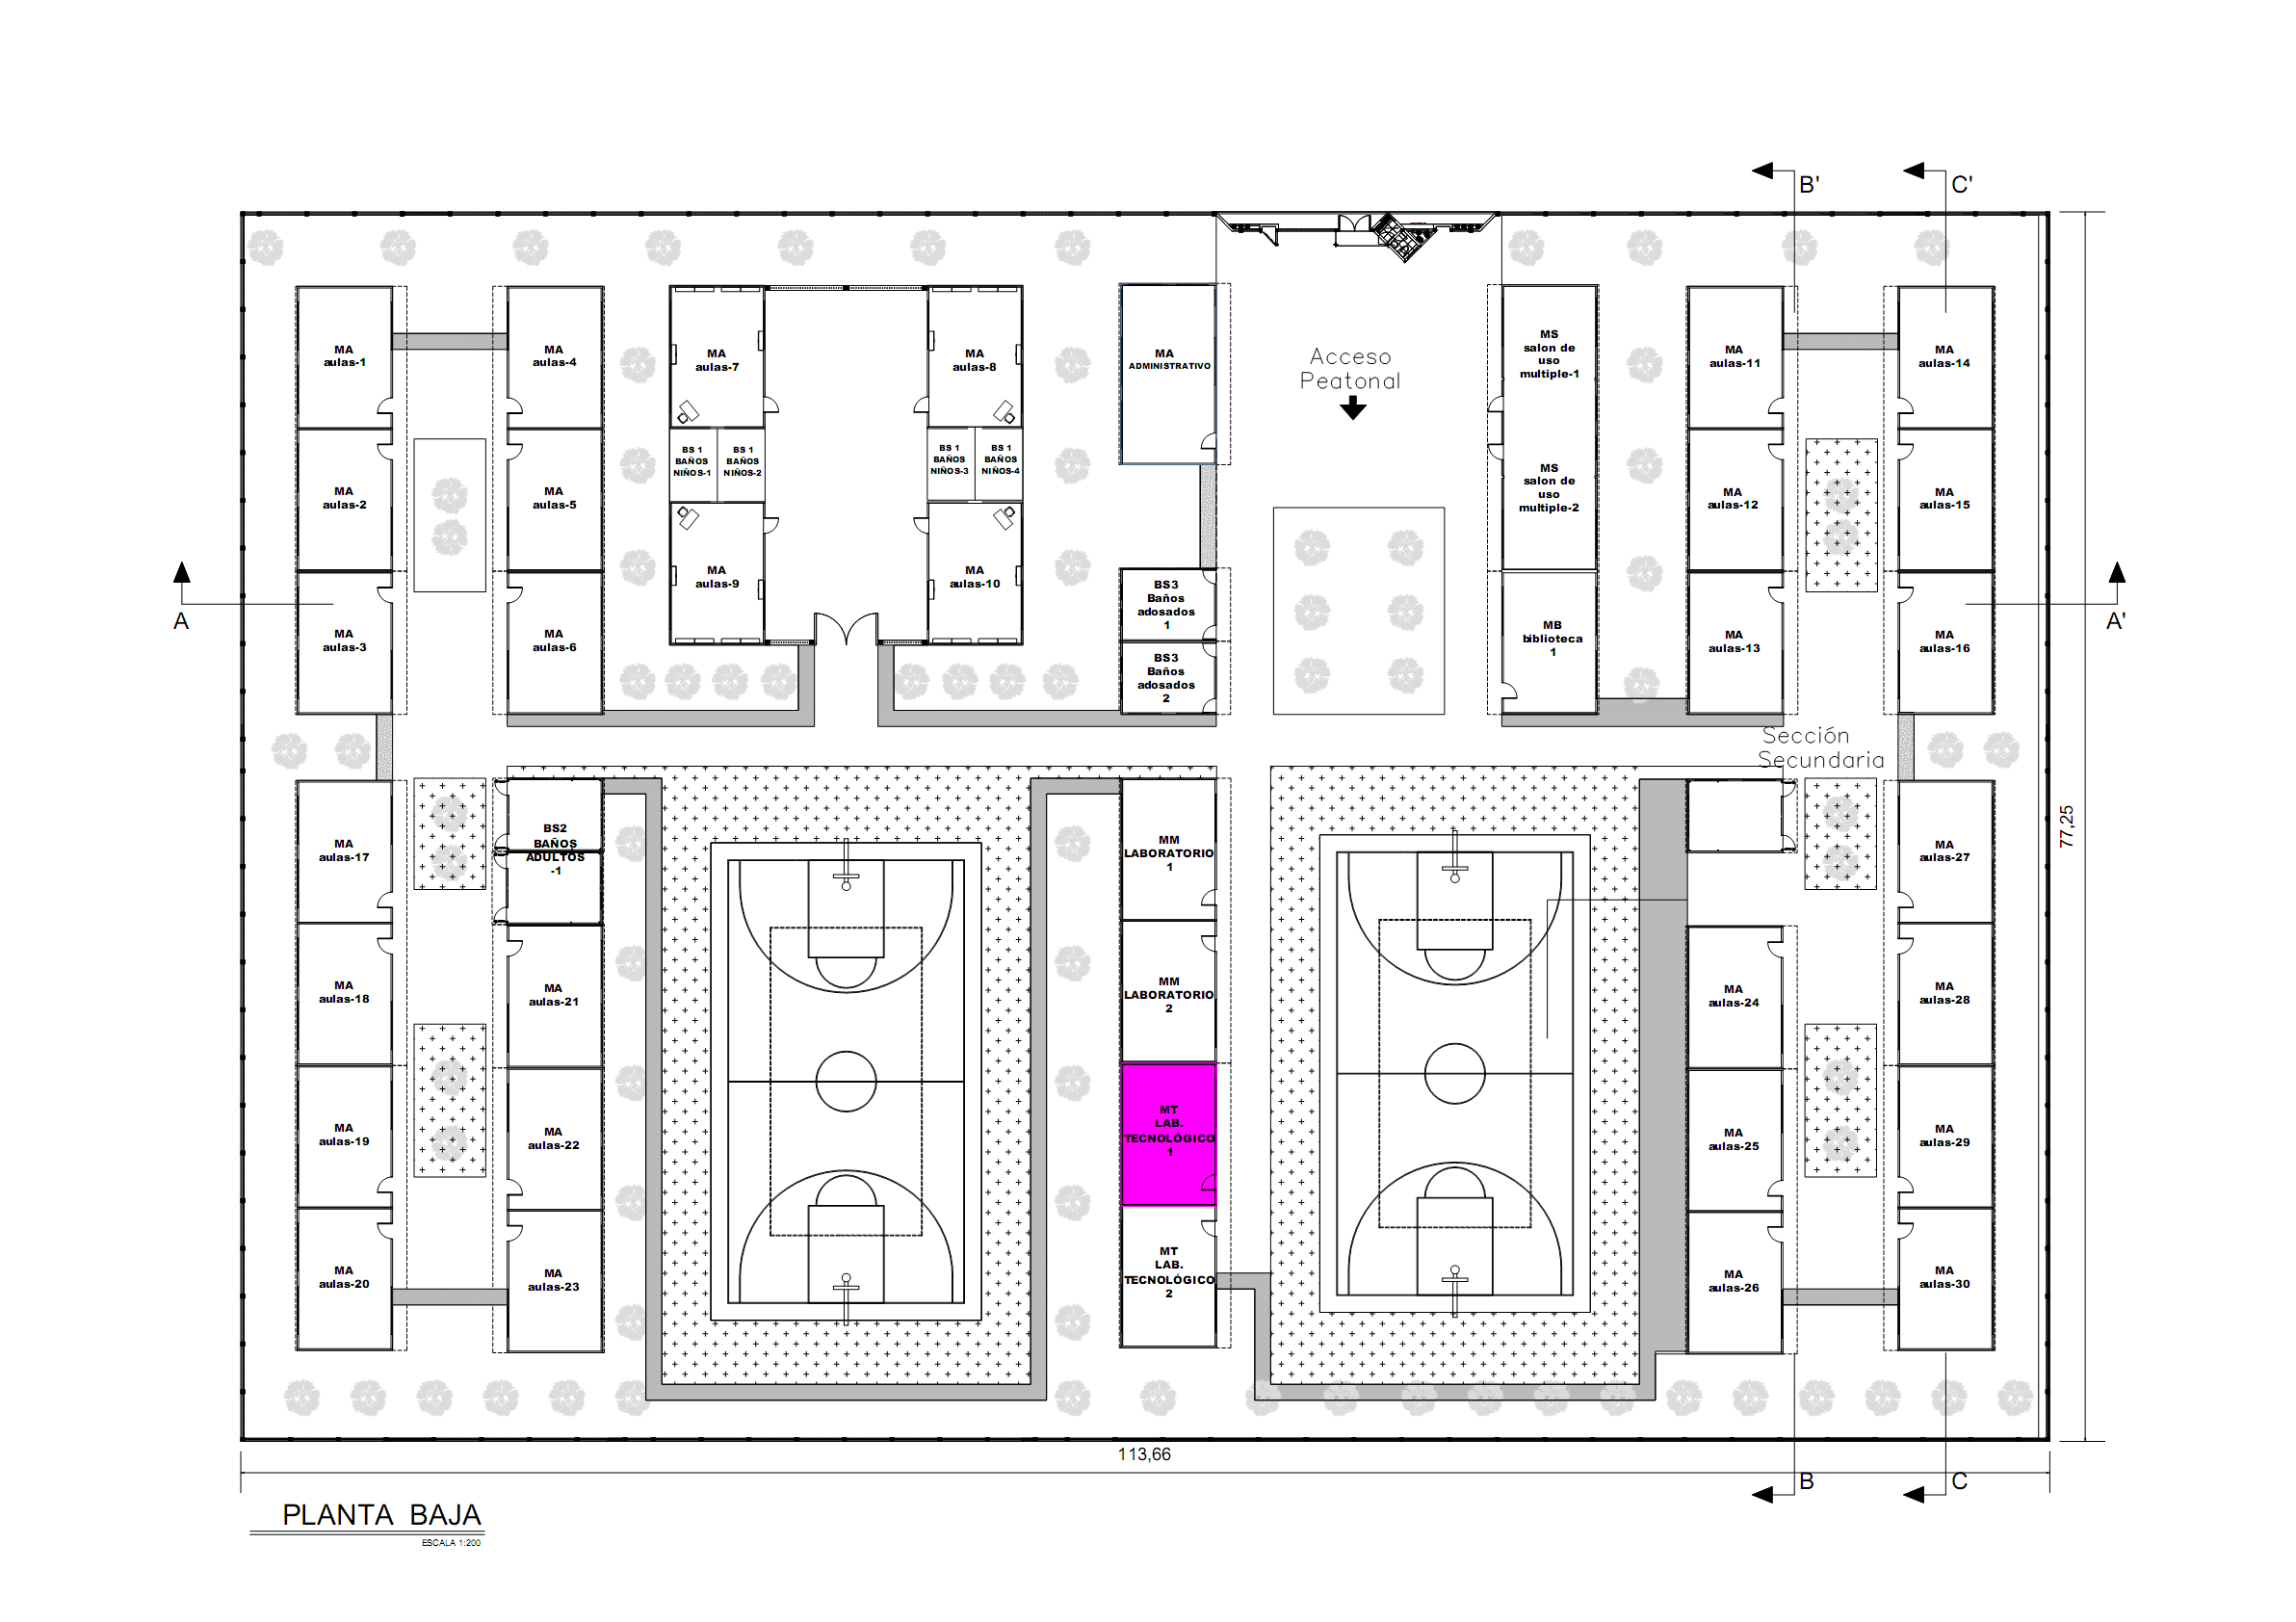 B'
C'
MA
aulas-1
MA
aulas-4
MA
aulas-7
MA
aulas-8
MA
ADMINISTRATIVO
Acceso
Peatonal
MS
salon de
uso
multiple-1
MA
aulas-11
MA
aulas-14
BS 1
BAÑOS
NIÑOS-1
BS 1
BAÑOS
NIÑOS-2
BS 1
BAÑOS
NIÑOS-3
BS 1
BAÑOS
NIÑOS-4
MA
aulas-2
MA
aulas-5
MS
salon de
uso
multiple-2
MA
aulas-12
MA
aulas-15
MA
aulas-9
MA
aulas-10
BS3
Baños
adosados
1
A
A'
MA
aulas-3
MA
aulas-6
MB
biblioteca
1
MA
aulas-13
MA
aulas-16
BS3
Baños
adosados
2
Sección
Secundaria
MA
aulas-17
BS2
BAÑOS
ADULTOS
-1
MM
LABORATORIO
1
MA
aulas-27
77,25
MA
aulas-18
MA
aulas-21
MM
LABORATORIO
2
MA
aulas-24
MA
aulas-28
MA
aulas-19
MA
aulas-22
MT
LAB.
TECNOLÓGICO
1
MA
aulas-25
MA
aulas-29
MA
aulas-20
MA
aulas-23
MT
LAB.
TECNOLÓGICO
2
MA
aulas-26
MA
aulas-30
113,66
B
C
PLANTA BAJA
ESCALA 1:200